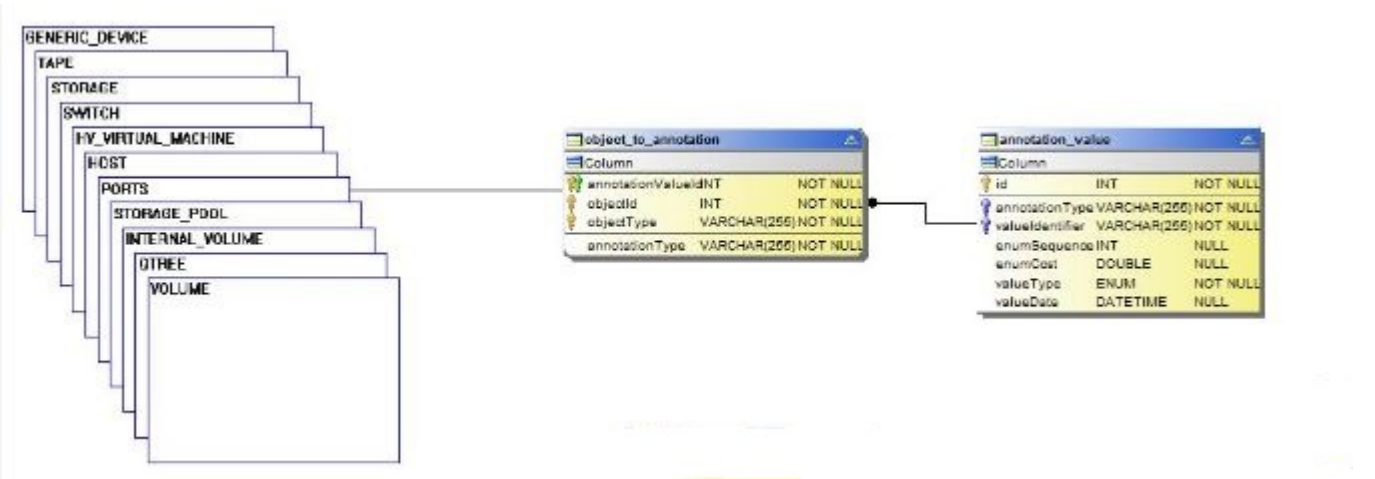 GENERIC_DEVICE
TAPE
STORAGE
SWITCH
HV_VIRTUAL_MACHINE
HOST
PORTS
STORAGE_POOL
INTERNAL_VOLUME
QTREE
VOLUME
object_to_annotation
Column
annotationValueIdNT NOT NULL
objectId INT NOT NULL
objectType VARCHAR(255) NOT NULL
annotationType VARCHAR(255) NOT NULL
annotation_value
Column
id INT NOT NULL
annotationType VARCHAR(255) NOT NULL
valueIdentifier VARCHAR(255) NOT NULL
enumSequence INT NULL
enumCost DOUBLE NULL
valueType ENUM NOT NULL
valueDate DATETIME NULL